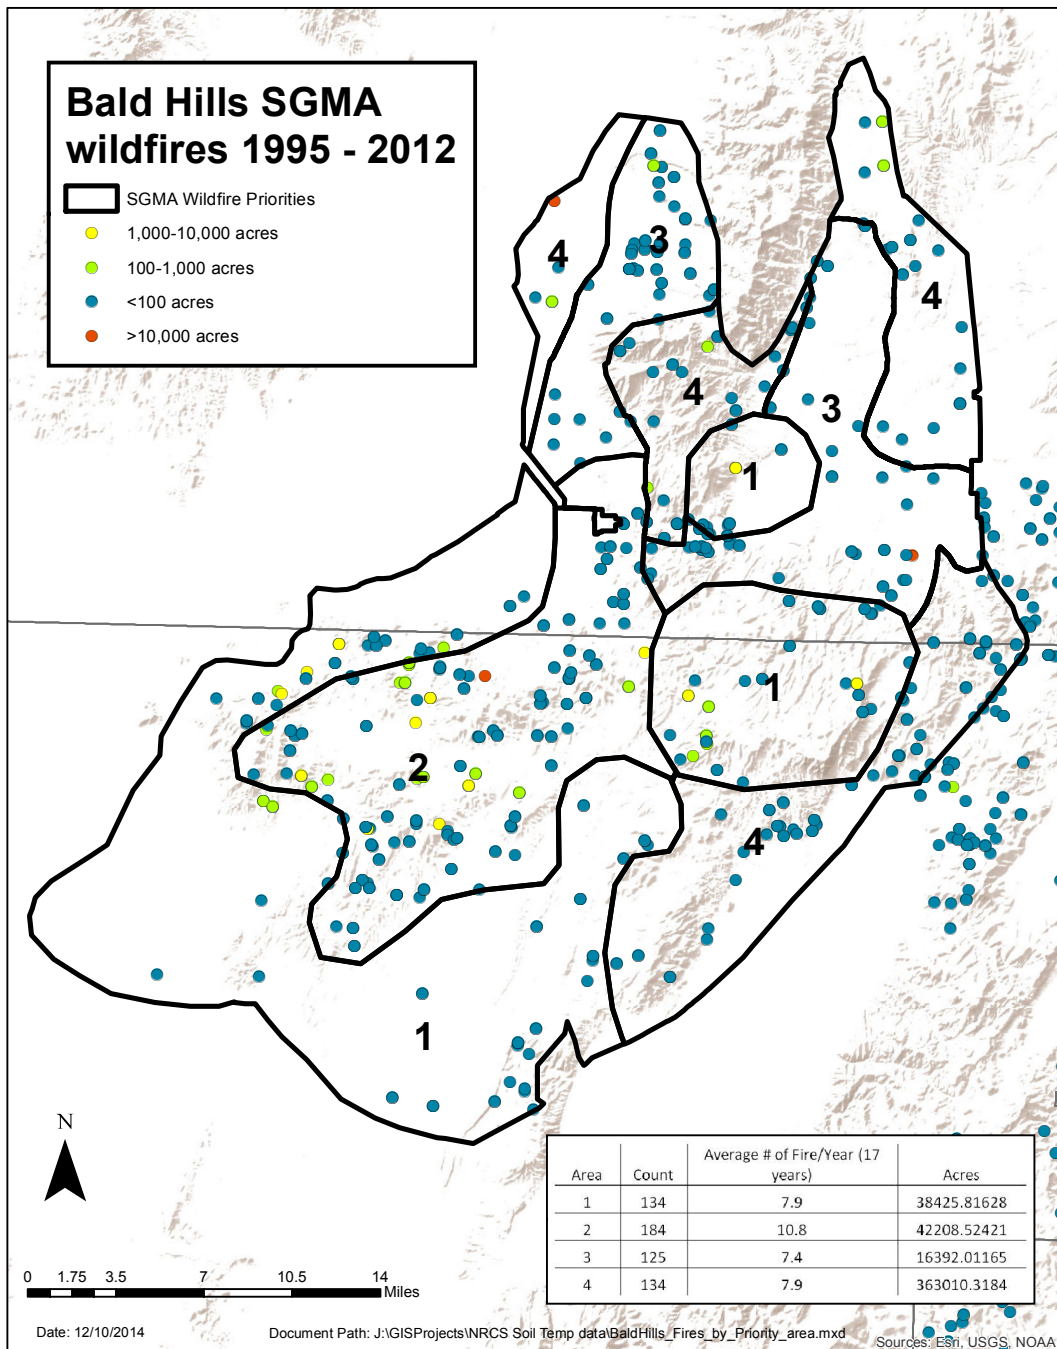 Bald Hills SGMA
wildfires 1995 - 2012
SGMA Wildfire Priorities
1,000-10,000 acres
100-1,000 acres
<100 acres
>10,000 acres
4
3
4
4
3
1
1
2
4
1
N
0 1.75 3.5 7 10.5 14
Miles
Average # of Fire/Year (17
Area Count years) Acres
1 134 7.9 38425.81628
2 184 10.8 42208.52421
3 125 7.4 16392.01165
4 134 7.9 363010.3184
Date: 12/10/2014
Document Path: J:\GISProjects\NRCS Soil Temp data\BaldHills_Fires_by_Priority_area.mxd
Sources: Esri, USGS, NOAA